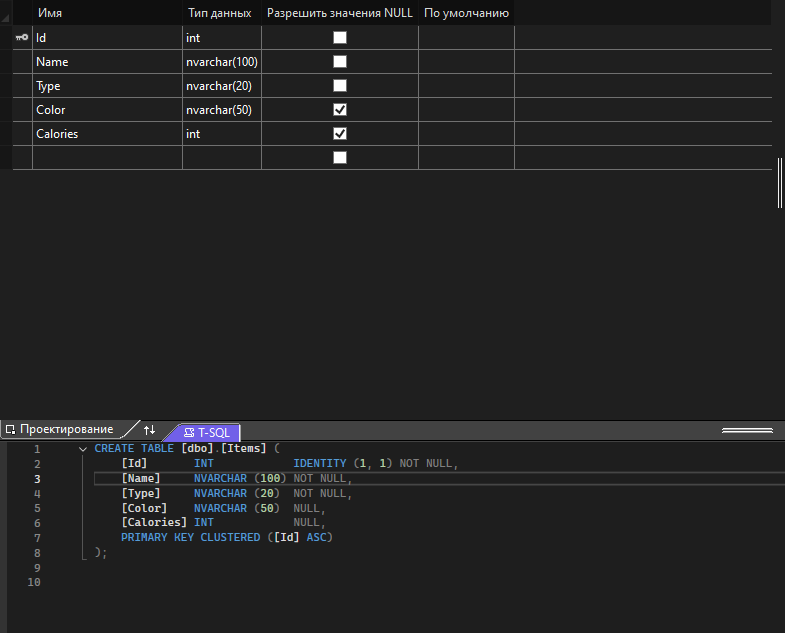 Имя Тип данных Разрешить значения NULL По умолчанию
Id int
Name nvarchar(100)
Type nvarchar(20)
Color nvarchar(50)
Calories int
Проектирование T-SQL
1 CREATE TABLE [dbo].[Items] (
2 [Id] INT IDENTITY (1, 1) NOT NULL,
3 [Name] NVARCHAR (100) NOT NULL,
4 [Type] NVARCHAR (20) NOT NULL,
5 [Color] NVARCHAR (50) NULL,
6 [Calories] INT NULL,
7 PRIMARY KEY CLUSTERED ([Id] ASC)
8 );
9
10